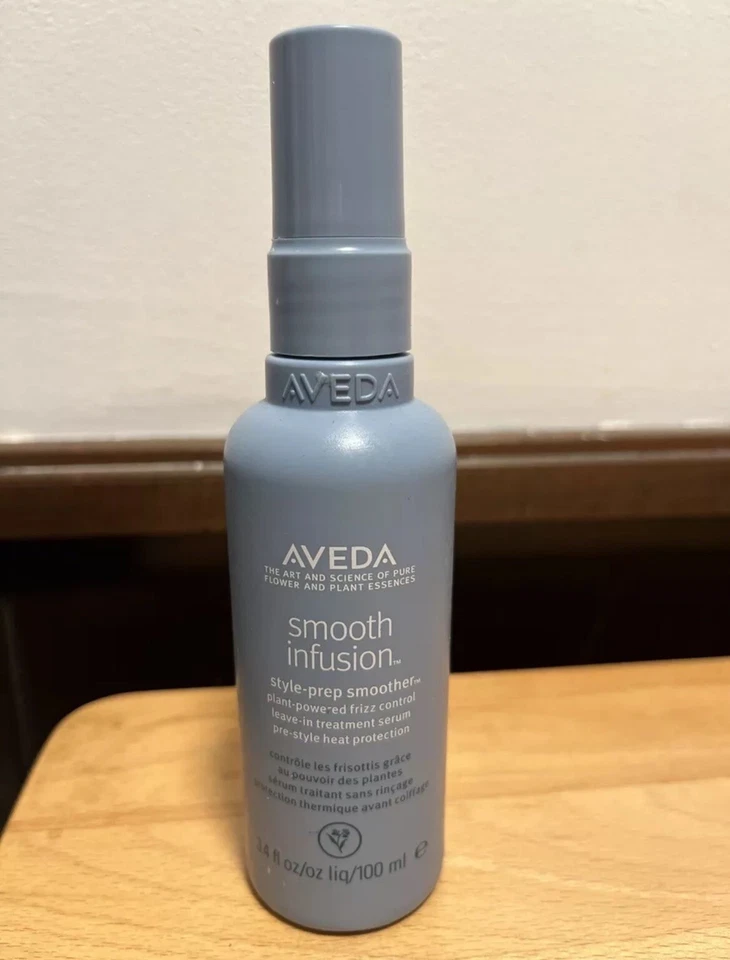 AVEDA
AVEDA
THE ART AND SCIENCE OF PURE
FLOWER AND PLANT ESSENCES
smooth
infusion™
style-prep smoother™
plant-powered frizz control
leave-in treatment serum
pre-style heat protection
contrôle les frisottis grâce
au pouvoir des plantes
sérum traitant sans rinçage
protection thermique avant coiffage
3.4 fl oz/oz liq/100 ml ℮